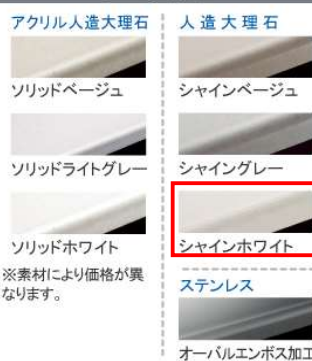 アクリル人造大理石
ソリッドベージュ
ソリッドライトグレー
ソリッドホワイト
※素材により価格が異
なります。
人造大理石
シャインベージュ
シャイングレー
シャインホワイト
ステンレス
オーバルエンボス加工